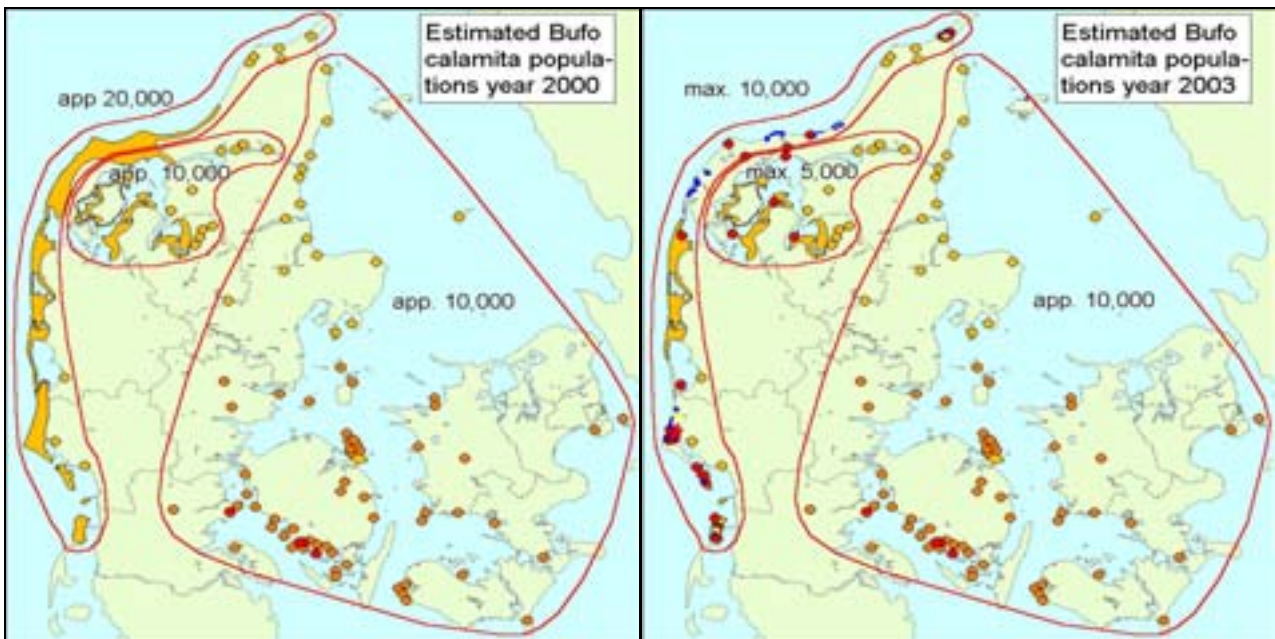 Estimated Bufo
calamita popula-
tions year 2000
app 20,000
app. 10,000
app. 10,000
Estimated Bufo
calamita popula-
tions year 2003
max. 10,000
max. 5,000
app. 10,000